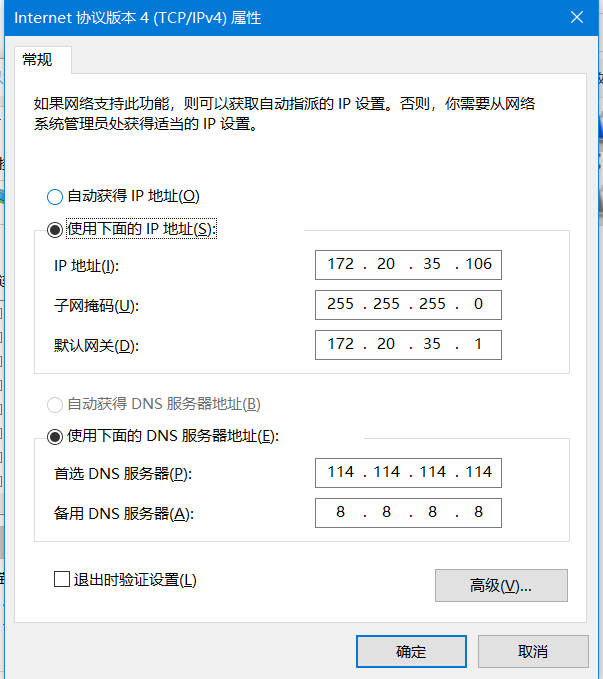 Internet 协议版本 4 (TCP/IPv4) 属性
常规
如果网络支持此功能，则可以获取自动指派的 IP 设置。否则，你需要从网络
系统管理员处获得适当的 IP 设置。
自动获得 IP 地址(O)
使用下面的 IP 地址(S):
IP 地址(I): 172 . 20 . 35 . 106
子网掩码(U): 255 . 255 . 255 . 0
默认网关(D): 172 . 20 . 35 . 1
自动获得 DNS 服务器地址(B)
使用下面的 DNS 服务器地址(E):
首选 DNS 服务器(P): 114 . 114 . 114 . 114
备用 DNS 服务器(A): 8 . 8 . 8 . 8
退出时验证设置(L)
高级(V)...
确定 取消